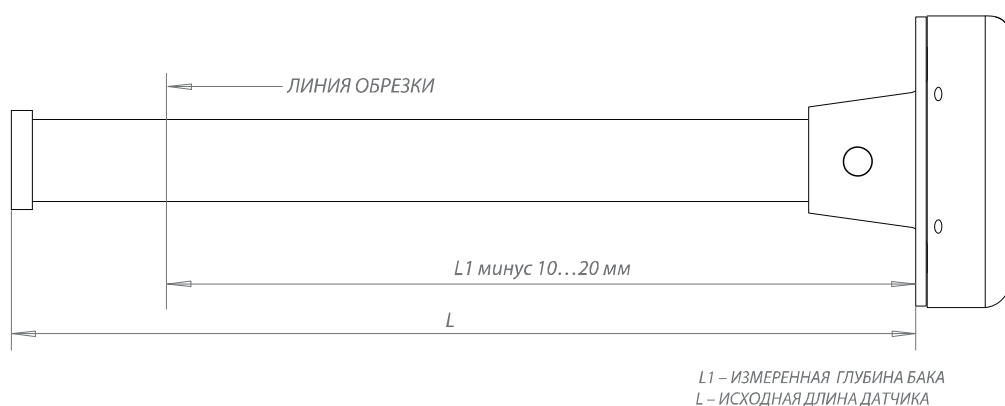 ЛИНИЯ ОБРЕЗКИ
L1 минус 10...20 мм
L
L1 – ИЗМЕРЕННАЯ ГЛУБИНА БАКА
L – ИСХОДНАЯ ДЛИНА ДАТЧИКА